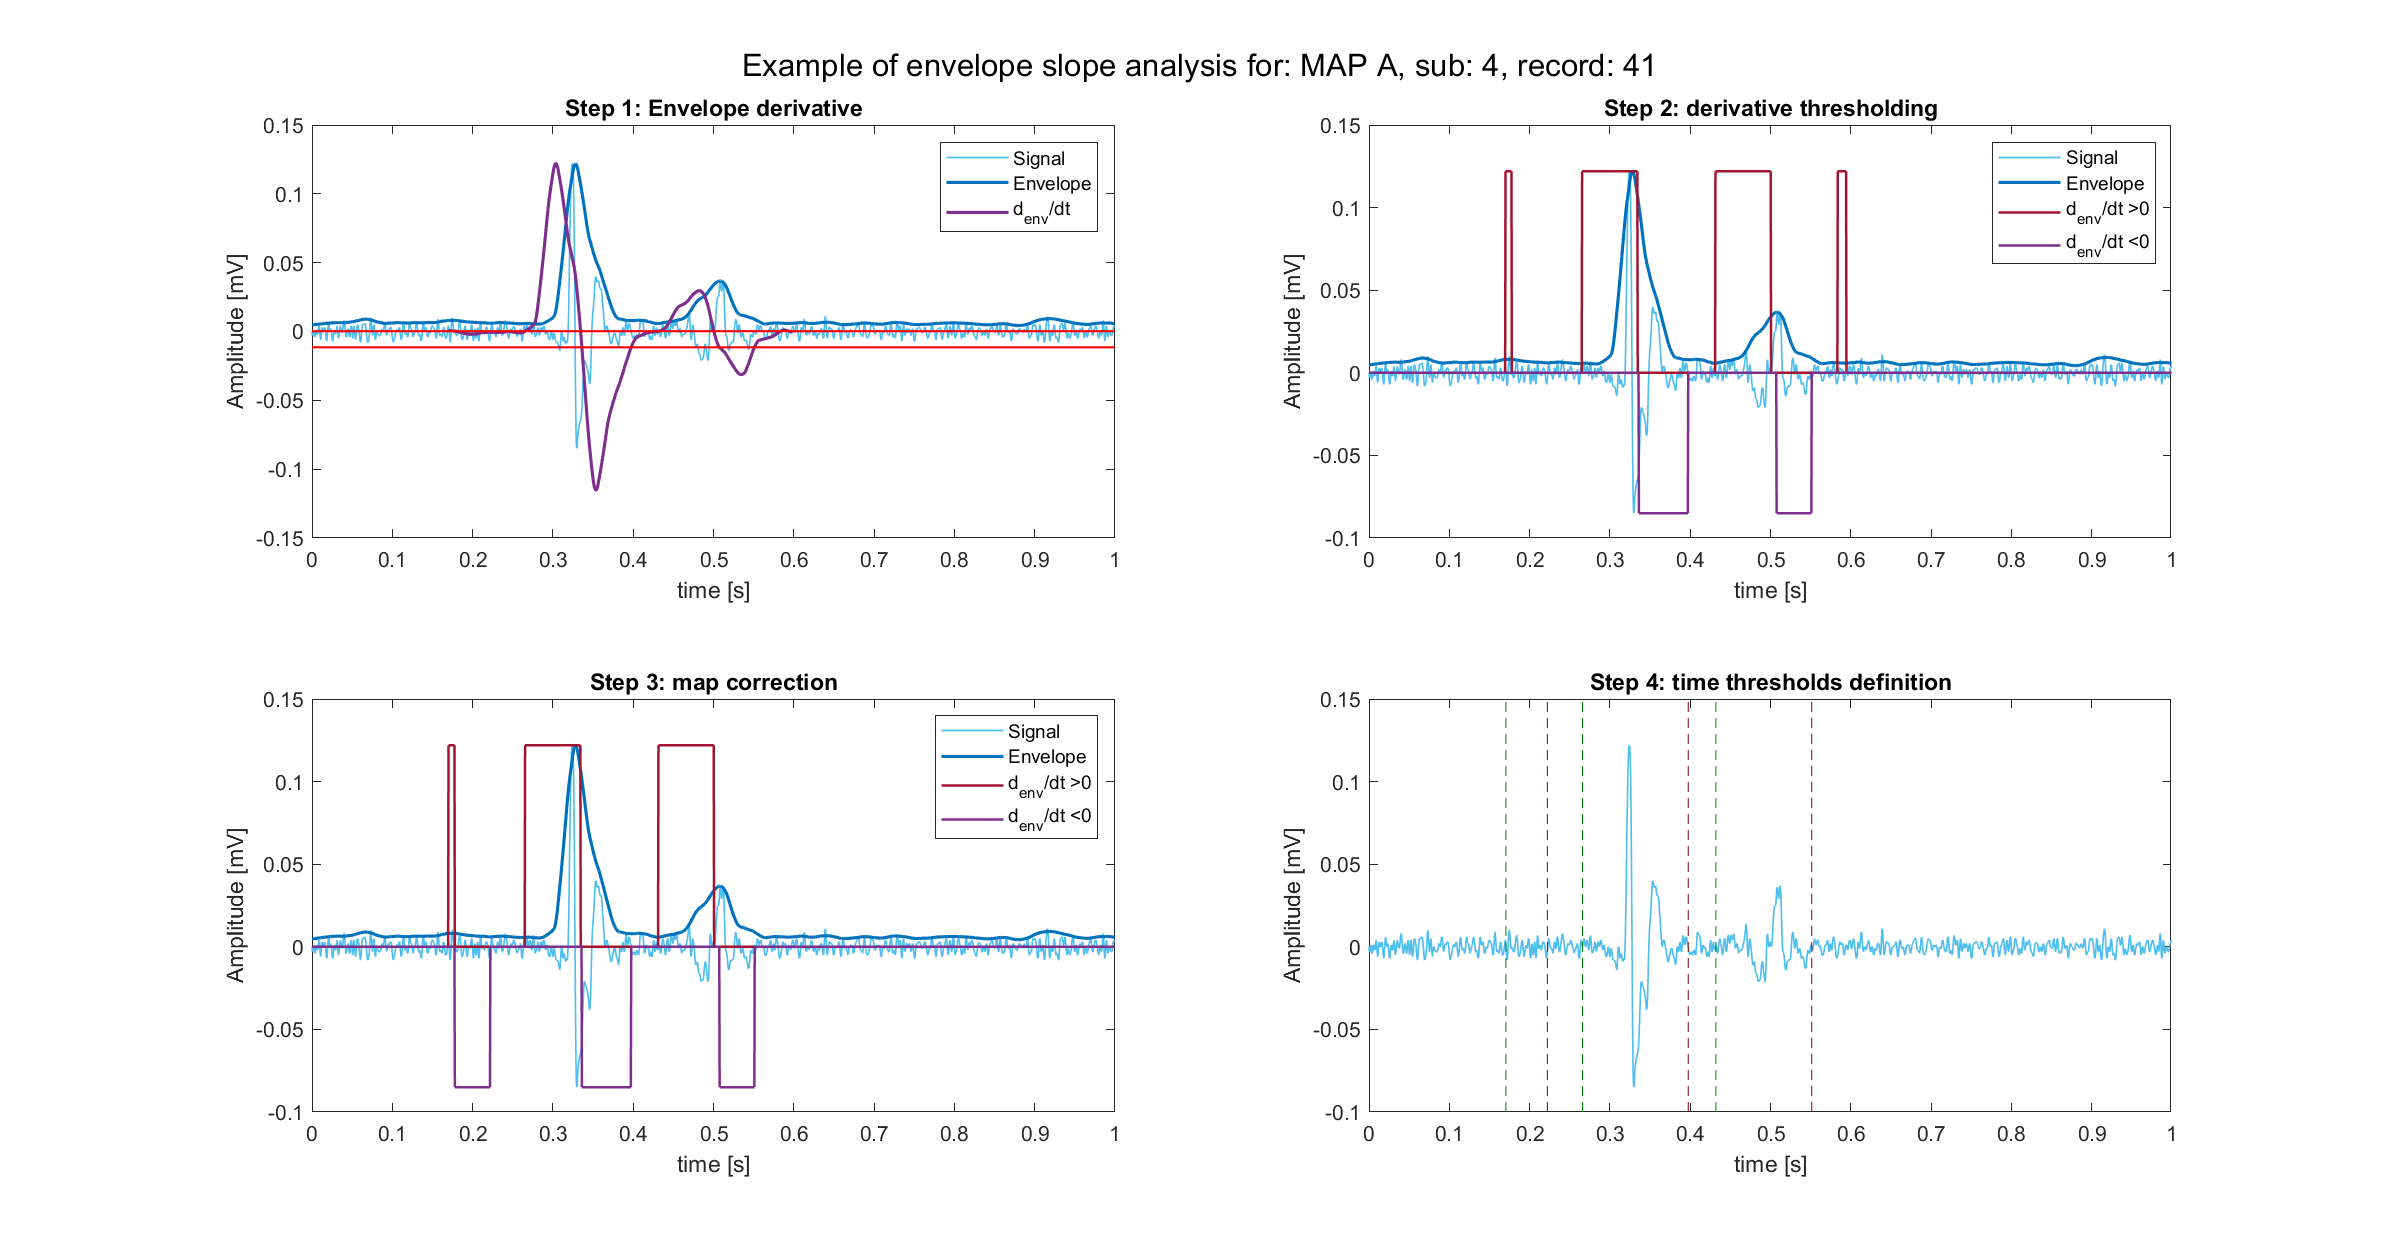 Example of envelope slope analysis for: MAP A, sub: 4, record: 41
Step 1: Envelope derivative
0.15
0.1
0.05
0
-0.05
-0.1
-0.15
Amplitude [mV]
0 0.1 0.2 0.3 0.4 0.5 0.6 0.7 0.8 0.9 1
time [s]
Signal
Envelope
d_env/dt
Step 2: derivative thresholding
0.15
0.1
0.05
0
-0.05
-0.1
Amplitude [mV]
0 0.1 0.2 0.3 0.4 0.5 0.6 0.7 0.8 0.9 1
time [s]
Signal
Envelope
d_env/dt >0
d_env/dt <0
Step 3: map correction
0.15
0.1
0.05
0
-0.05
-0.1
Amplitude [mV]
0 0.1 0.2 0.3 0.4 0.5 0.6 0.7 0.8 0.9 1
time [s]
Signal
Envelope
d_env/dt >0
d_env/dt <0
Step 4: time thresholds definition
0.15
0.1
0.05
0
-0.05
-0.1
Amplitude [mV]
0 0.1 0.2 0.3 0.4 0.5 0.6 0.7 0.8 0.9 1
time [s]